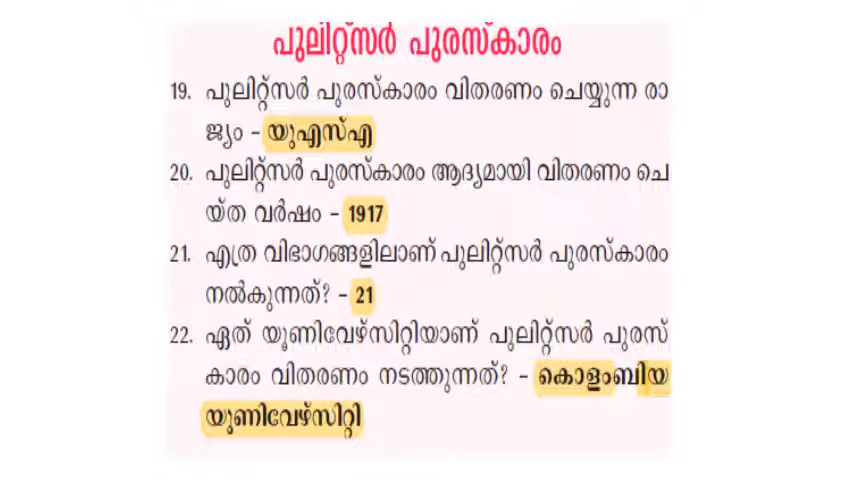 പുലിറ്റ്സർ പുരസ്കാരം
19. പുലിറ്റ്സർ പുരസ്കാരം വിതരണം ചെയ്യുന്ന രാ
ജ്യം - യുഎസ്എ
20. പുലിറ്റ്സർ പുരസ്കാരം ആദ്യമായി വിതരണം ചെ
യ്ത വർഷം - 1917
21. എത്ര വിഭാഗങ്ങളിലാണ് പുലിറ്റ്സർ പുരസ്കാരം
നൽകുന്നത്? - 21
22. ഏത് യൂണിവേഴ്സിറ്റിയാണ് പുലിറ്റ്സർ പുരസ്
കാരം വിതരണം നടത്തുന്നത്? - കൊളംബിയ
യുണിവേഴ്സിറ്റി